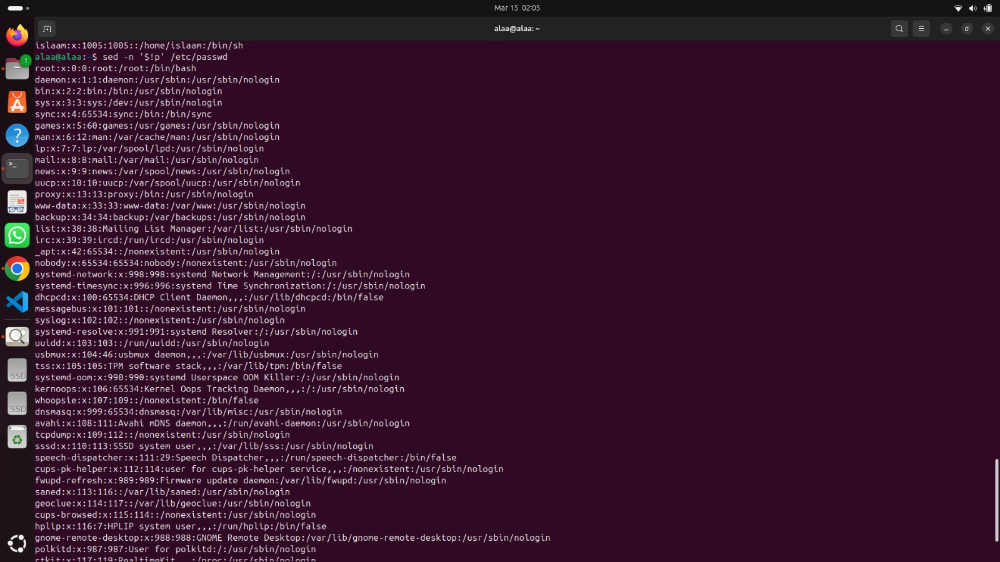 Mar 15 02:05
alaa@alaa: ~
islaam:x:1005:1005::/home/islaam:/bin/sh
alaa@alaa:~$ sed -n '$!p' /etc/passwd
root:x:0:0:root:/root:/bin/bash
daemon:x:1:1:daemon:/usr/sbin:/usr/sbin/nologin
bin:x:2:2:bin:/bin:/usr/sbin/nologin
sys:x:3:3:sys:/dev:/usr/sbin/nologin
sync:x:4:65534:sync:/bin:/bin/sync
games:x:5:60:games:/usr/games:/usr/sbin/nologin
man:x:6:12:man:/var/cache/man:/usr/sbin/nologin
lp:x:7:7:lp:/var/spool/lpd:/usr/sbin/nologin
mail:x:8:8:mail:/var/mail:/usr/sbin/nologin
news:x:9:9:news:/var/spool/news:/usr/sbin/nologin
uucp:x:10:10:uucp:/var/spool/uucp:/usr/sbin/nologin
proxy:x:13:13:proxy:/bin:/usr/sbin/nologin
www-data:x:33:33:www-data:/var/www:/usr/sbin/nologin
backup:x:34:34:backup:/var/backups:/usr/sbin/nologin
list:x:38:38:Mailing List Manager:/var/list:/usr/sbin/nologin
irc:x:39:39:ircd:/run/ircd:/usr/sbin/nologin
_apt:x:42:65534::/nonexistent:/usr/sbin/nologin
nobody:x:65534:65534:nobody:/nonexistent:/usr/sbin/nologin
systemd-network:x:998:998:systemd Network Management:/:/usr/sbin/nologin
systemd-timesync:x:996:996:systemd Time Synchronization:/:/usr/sbin/nologin
dhcpcd:x:100:65534:DHCP Client Daemon,,,:/usr/lib/dhcpcd:/bin/false
messagebus:x:101:101::/nonexistent:/usr/sbin/nologin
syslog:x:102:102::/nonexistent:/usr/sbin/nologin
systemd-resolve:x:991:991:systemd Resolver:/:/usr/sbin/nologin
uuidd:x:103:103::/run/uuidd:/usr/sbin/nologin
usbmux:x:104:46:usbmux daemon,,,:/var/lib/usbmux:/usr/sbin/nologin
tss:x:105:105:TPM software stack,,,:/var/lib/tpm:/bin/false
systemd-oom:x:990:990:systemd Userspace OOM Killer:/:/usr/sbin/nologin
kernoops:x:106:65534:Kernel Oops Tracking Daemon,,,:/:/usr/sbin/nologin
whoopsie:x:107:109::/nonexistent:/bin/false
dnsmasq:x:999:65534:dnsmasq:/var/lib/misc:/usr/sbin/nologin
avahi:x:108:111:Avahi mDNS daemon,,,:/run/avahi-daemon:/usr/sbin/nologin
tcpdump:x:109:112::/nonexistent:/usr/sbin/nologin
sssd:x:110:113:SSSD system user,,,:/var/lib/sss:/usr/sbin/nologin
speech-dispatcher:x:111:29:Speech Dispatcher,,,:/run/speech-dispatcher:/bin/false
cups-pk-helper:x:112:114:user for cups-pk-helper service,,,:/nonexistent:/usr/sbin/nologin
fwupd-refresh:x:989:989:Firmware update daemon:/var/lib/fwupd:/usr/sbin/nologin
saned:x:113:116::/var/lib/saned:/usr/sbin/nologin
geoclue:x:114:117::/var/lib/geoclue:/usr/sbin/nologin
cups-browsed:x:115:114::/nonexistent:/usr/sbin/nologin
hplip:x:116:7:HPLIP system user,,,:/run/hplip:/bin/false
gnome-remote-desktop:x:988:988:GNOME Remote Desktop:/var/lib/gnome-remote-desktop:/usr/sbin/nologin
polkitd:x:987:987:User for polkitd:/:/usr/sbin/nologin
rtkit:x:117:119:RealtimeKit,,,:/proc:/usr/sbin/nologin
1
SSD
SSD